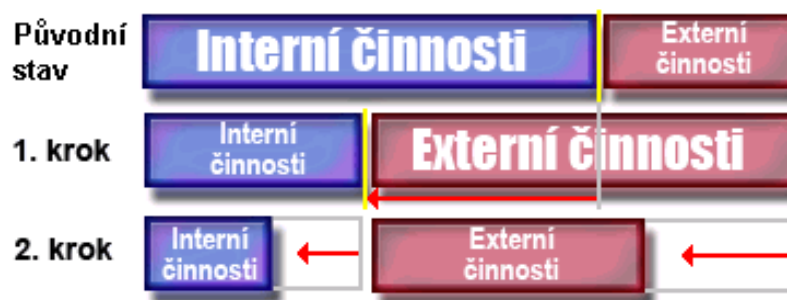 Původní
stav
Interní činnosti
Externí
činnosti
1. krok
Interní
činnosti
Externí činnosti
2. krok
Interní
činnosti
Externí
činnosti